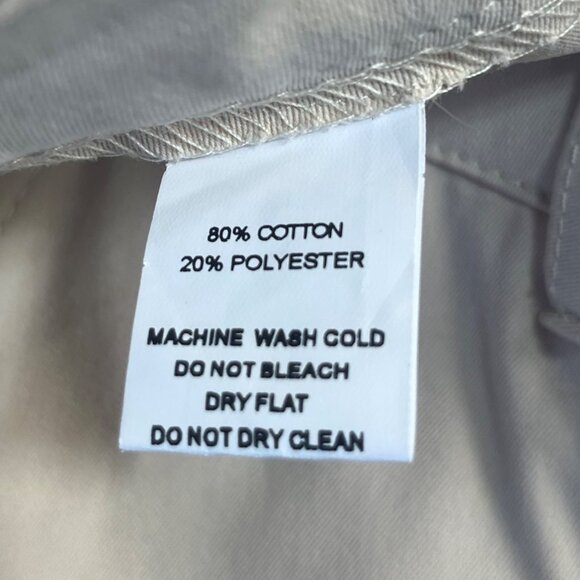 80% COTTON
20% POLYESTER
MACHINE WASH COLD
DO NOT BLEACH
DRY FLAT
DO NOT DRY CLEAN